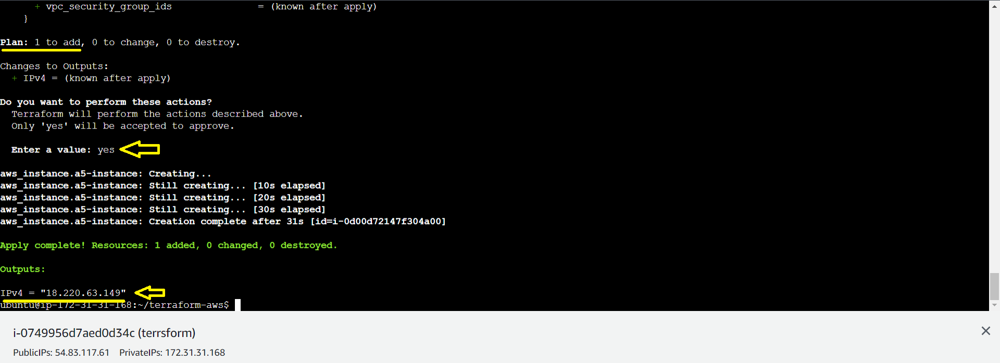 + vpc_security_group_ids = (known after apply)
}
Plan: 1 to add, 0 to change, 0 to destroy.
Changes to Outputs:
+ IPv4 = (known after apply)
Do you want to perform these actions?
Terraform will perform the actions described above.
Only 'yes' will be accepted to approve.
Enter a value: yes
aws_instance.a5-instance: Creating...
aws_instance.a5-instance: Still creating... [10s elapsed]
aws_instance.a5-instance: Still creating... [20s elapsed]
aws_instance.a5-instance: Still creating... [30s elapsed]
aws_instance.a5-instance: Creation complete after 31s [id=i-0d00d72147f304a00]
Apply complete! Resources: 1 added, 0 changed, 0 destroyed.
Outputs:
IPv4 = "18.220.63.149"
ubuntu@ip-172-31-31-168:~/terraform-aws$
i-0749956d7aed0d34c (terrsform)
PublicIPs: 54.83.117.61 PrivateIPs: 172.31.31.168